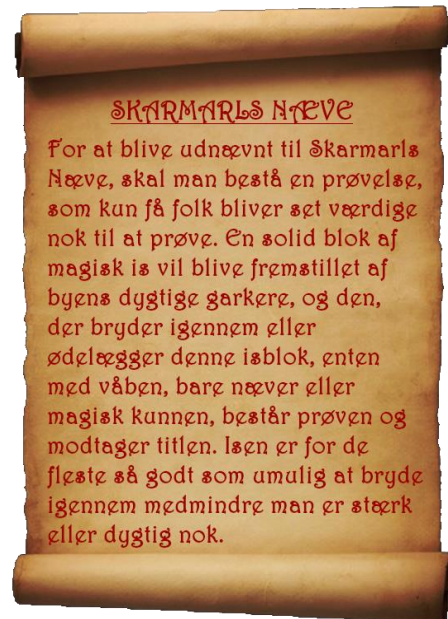 SKARMARLS NÆVE
For at blive udnævnt til Skarmarls
Næve, skal man bestå en prøvelse,
som kun få folk bliver set værdige
nok til at prøve. En solid blok af
magisk is vil blive fremstillet af
byens dygtige garkere, og den,
der bryder igennem eller
ødelægger denne isblok, enten
med våben, bare næver eller
magisk kunnen, består prøven og
modtager titlen. Isen er for de
fleste så godt som umulig at bryde
igennem medmindre man er stærk
eller dygtig nok.